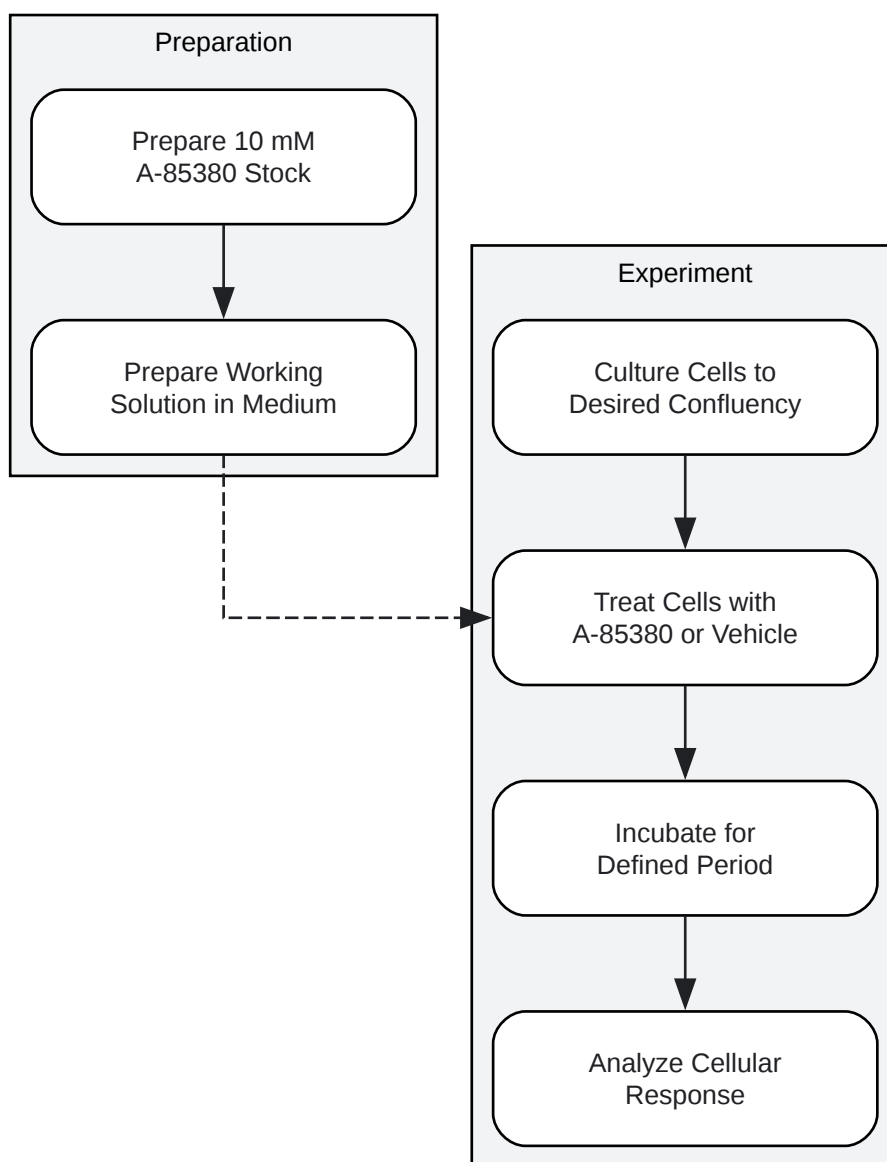 Preparation
Prepare 10 mM
A-85380 Stock
Prepare Working
Solution in Medium
Experiment
Culture Cells to
Desired Confluency
Treat Cells with
A-85380 or Vehicle
Incubate for
Defined Period
Analyze Cellular
Response